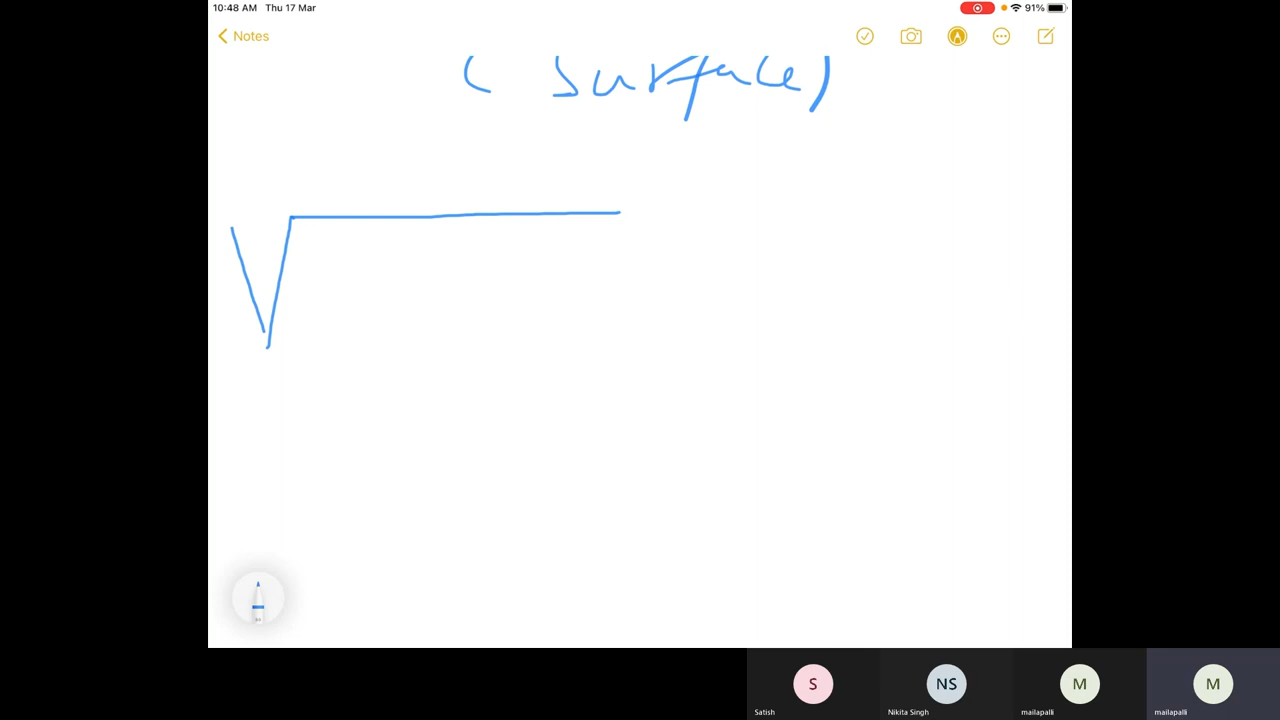 10:48 AM Thu 17 Mar
91%
Notes
( Surface)
S
NS
M
M
Satish
Nikita Singh
mailapalli
mailapalli